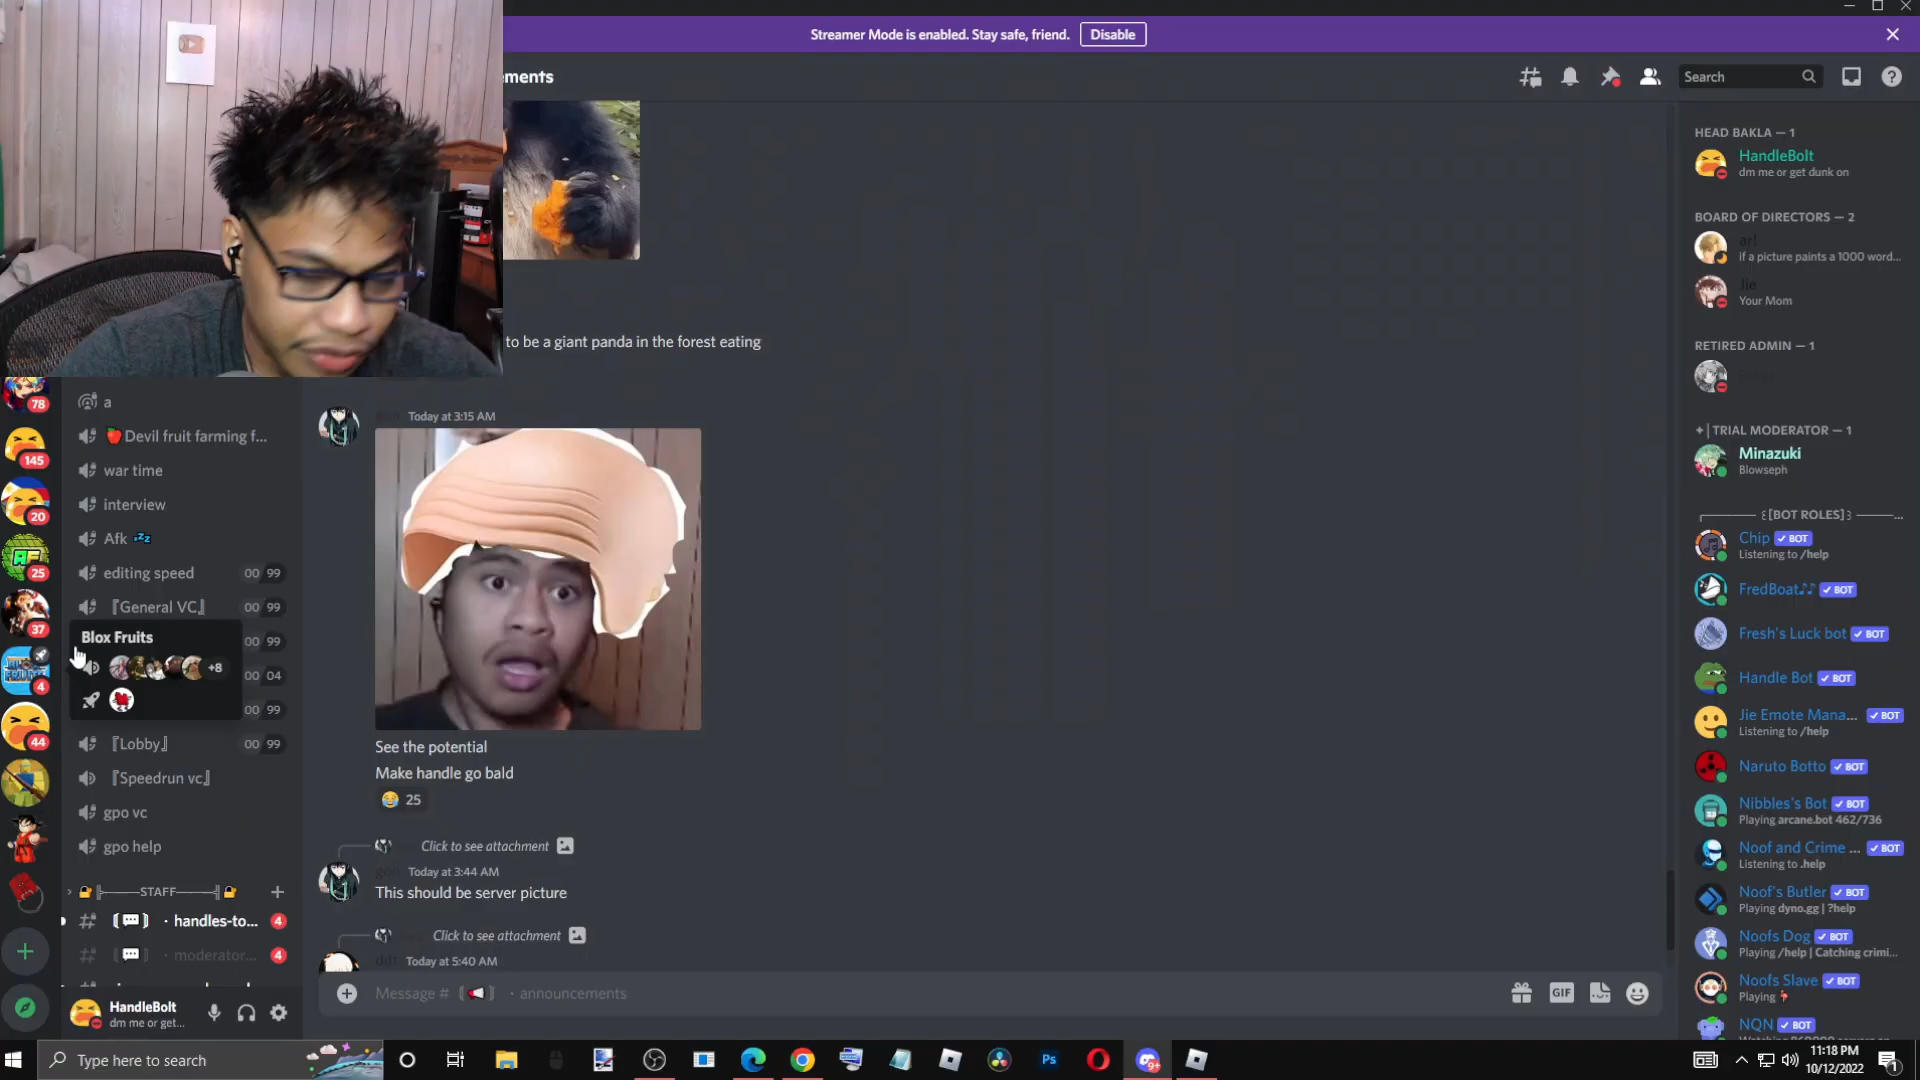 Streamer Mode is enabled. Stay safe, friend.
Disable
ements
Search
to be a giant panda in the forest eating
Today at 3:15 AM
See the potential
Make handle go bald
25
Click to see attachment
Today at 3:44 AM
This should be server picture
Click to see attachment
Today at 5:40 AM
Message # 〔📢〕・announcements
GIF
78
145
20
25
37
4
44
a
🍎Devil fruit farming f...
war time
interview
Afk 💤
editing speed 00 99
『General VC』 00 99
Blox Fruits
+8
00 99
00 04
00 99
『Lobby』 00 99
『Speedrun vc』
gpo vc
gpo help
STAFF
〔💬〕・handles-to... 4
〔💬〕・moderator... 4
HandleBolt
dm me or get...
HEAD BAKLA — 1
HandleBolt
dm me or get dunk on
BOARD OF DIRECTORS — 2
ar!
if a picture paints a 1000 word...
Jie
Your Mom
RETIRED ADMIN — 1
✦ | TRIAL MODERATOR — 1
Minazuki
Blowseph
[BOT ROLES]
Chip ✓ BOT
Listening to /help
FredBoat♪♪ ✓ BOT
Fresh's Luck bot ✓ BOT
Handle Bot ✓ BOT
Jie Emote Mana... ✓ BOT
Listening to /help
Naruto Botto ✓ BOT
Nibbles's Bot ✓ BOT
Playing arcane.bot 462/736
Noof and Crime ... ✓ BOT
Listening to .help
Noof's Butler ✓ BOT
Playing dyno.gg | ?help
Noofs Dog ✓ BOT
Playing /help | Catching crimi...
Noofs Slave ✓ BOT
Playing
NQN ✓ BOT
Type here to search
Ps
9+
11:18 PM
10/12/2022
1